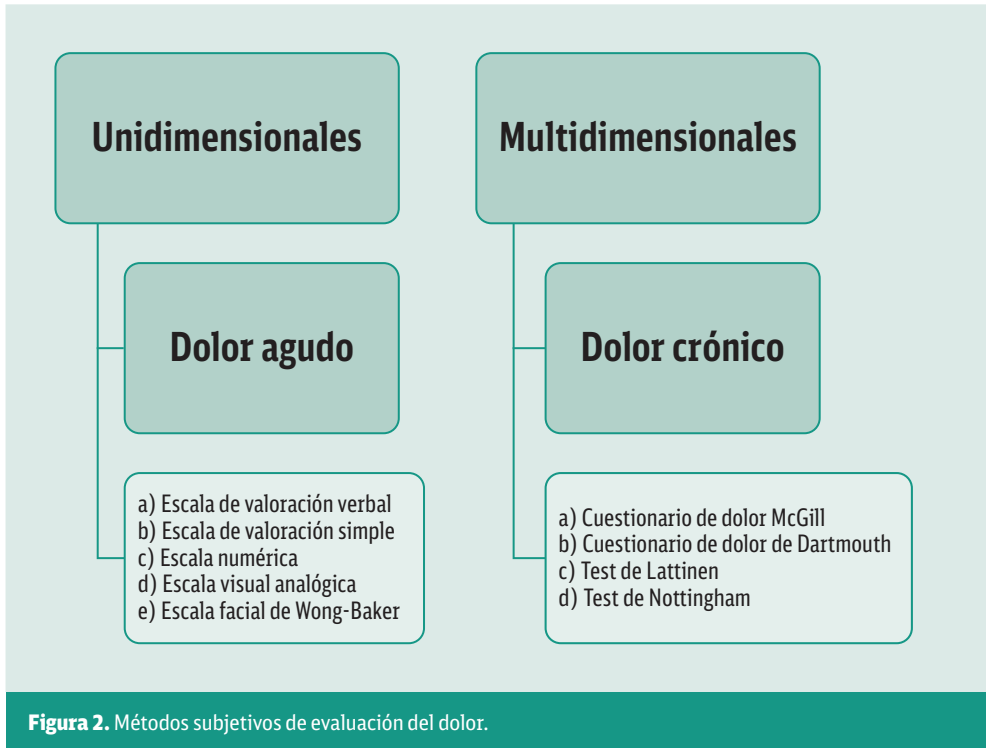 Unidimensionales
Dolor agudo
a) Escala de valoración verbal
b) Escala de valoración simple
c) Escala numérica
d) Escala visual analógica
e) Escala facial de Wong-Baker
Multidimensionales
Dolor crónico
a) Cuestionario de dolor McGill
b) Cuestionario de dolor de Dartmouth
c) Test de Lattinen
d) Test de Nottingham
Figura 2. Métodos subjetivos de evaluación del dolor.